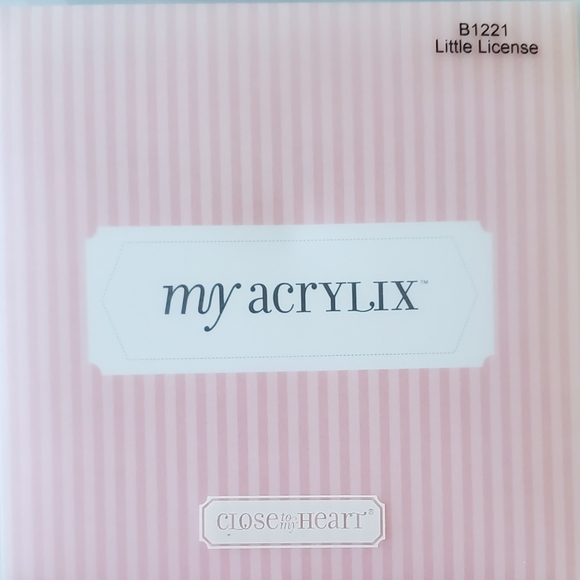 B1221
Little License
my acrylix™
close to my heart®